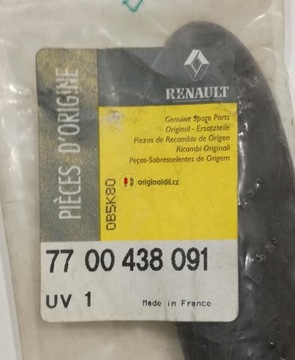 PIÈCES D'ORIGINE
RENAULT
Genuine Spare Parts
Original - Ersatzteile
Piezas de Recambio de Origen
Ricambi Originali
Peças-Sobresselentes de Origem
originaldil.cz
OB5K80
77 00 438 091
UV 1
Made in France